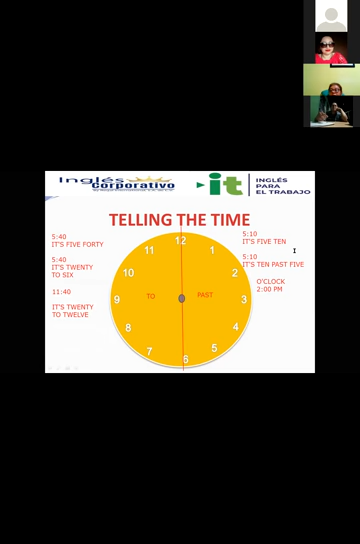 Inglés
Corporativo
it
INGLÉS
PARA
EL TRABAJO
TELLING THE TIME
5:40
IT'S FIVE FORTY
5:40
IT'S TWENTY
TO SIX
11:40
IT'S TWENTY
TO TWELVE
12
1
2
3
4
5
6
7
8
9
10
11
TO
PAST
5:10
IT'S FIVE TEN
5:10
IT'S TEN PAST FIVE
O'CLOCK
2:00 PM